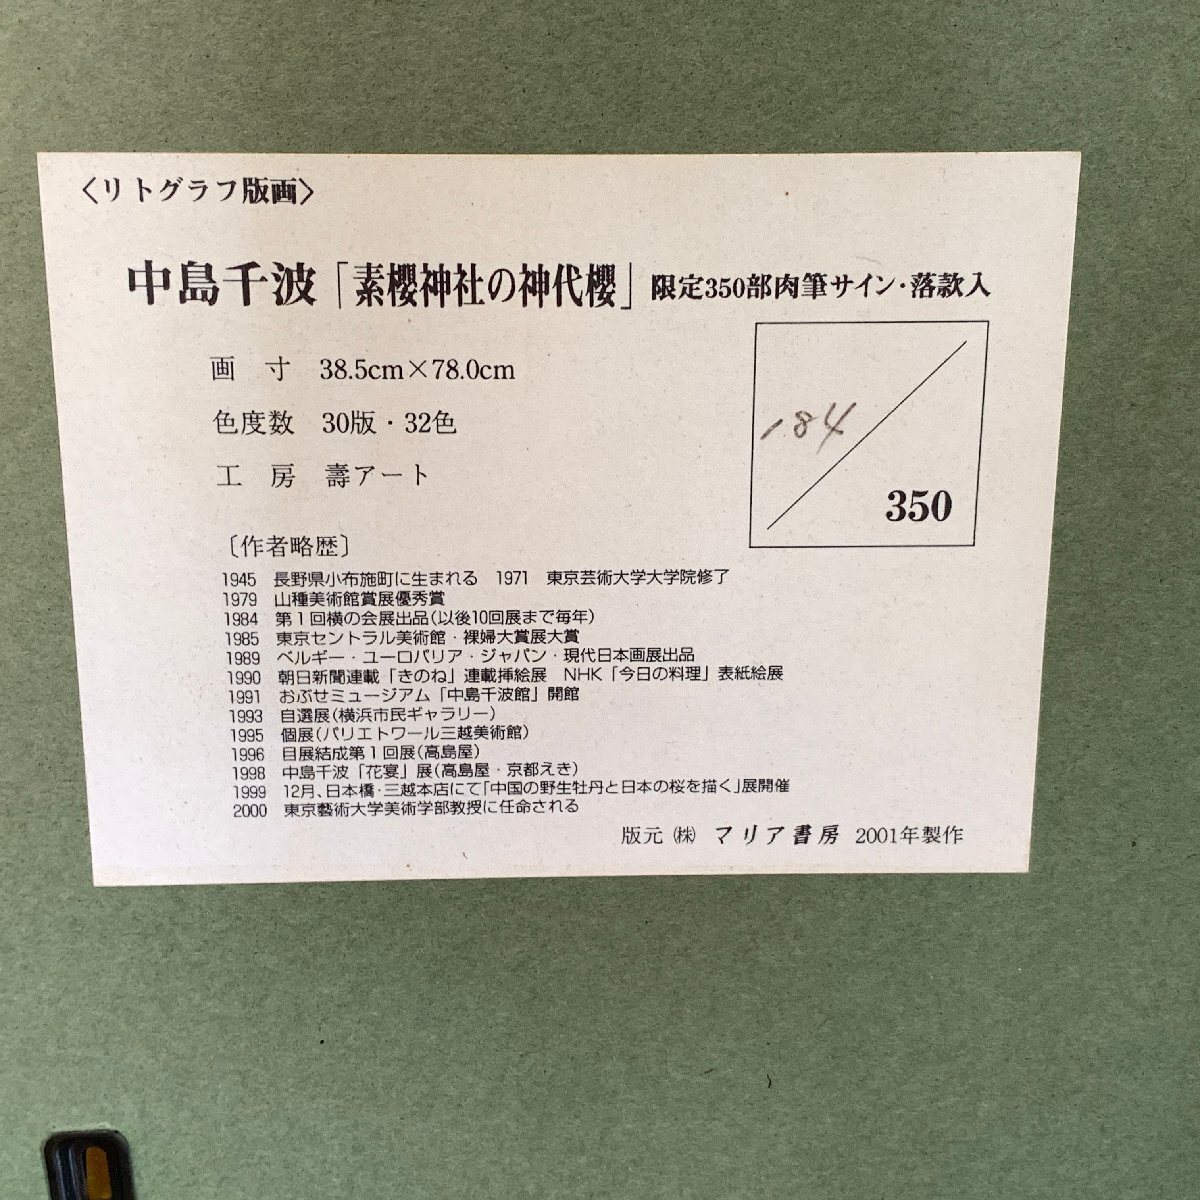 〈リトグラフ版画〉
中島千波「素櫻神社の神代櫻」限定350部肉筆サイン・落款入
画　寸　38.5cm×78.0cm
色度数　30版・32色
工　房　壽アート
184
350
〔作者略歴〕
1945　長野県小布施町に生まれる　1971　東京芸術大学大学院修了
1979　山種美術館賞展優秀賞
1984　第1回横の会展出品(以後10回展まで毎年)
1985　東京セントラル美術館・裸婦大賞展大賞
1989　ベルギー・ユーロパリア・ジャパン・現代日本画展出品
1990　朝日新聞連載「きのね」連載挿絵展　NHK「今日の料理」表紙絵展
1991　おぶせミュージアム「中島千波館」開館
1993　自選展(横浜市民ギャラリー)
1995　個展(パリエトワール三越美術館)
1996　目展結成第1回展(高島屋)
1998　中島千波「花宴」展(高島屋・京都えき)
1999　12月、日本橋・三越本店にて「中国の野生牡丹と日本の桜を描く」展開催
2000　東京藝術大学美術学部教授に任命される
版元 ㈱ マリア書房 2001年製作